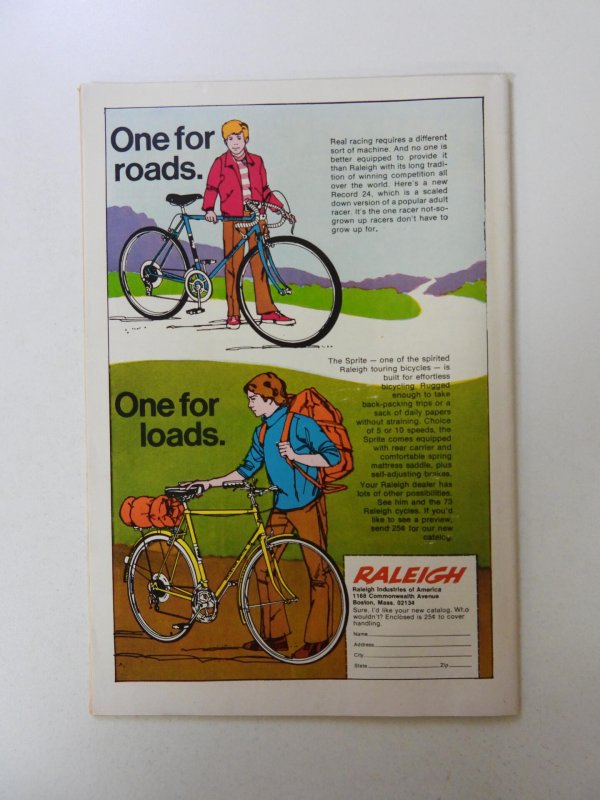 One for
roads.
Real racing requires a different
sort of machine. And no one is
better equipped to provide it
than Raleigh with its long tradi-
tion of winning competition all
over the world. Here's a new
Record 24, which is a scaled
down version of a popular adult
racer. It's the one racer not-so-
grown up racers don't have to
grow up for.
The Sprite — one of the spirited
Raleigh touring bicycles — is
built for effortless
bicycling. Rugged
enough to take
back-packing trips or a
sack of daily papers
without straining. Choice
of 5 or 10 speeds, the
Sprite comes equipped
with rear carrier and
comfortable spring
mattress saddle, plus
self-adjusting brakes.
Your Raleigh dealer has
lots of other possibilities.
See him and the 73
Raleigh cycles. If you'd
like to see a preview,
send 25¢ for our new
catalog.
One for
loads.
RALEIGH
Raleigh Industries of America
1168 Commonwealth Avenue
Boston, Mass. 02134
Sure, I'd like your new catalog. Who
wouldn't? Enclosed is 25¢ to cover
handling.
Name
Address
City
State Zip